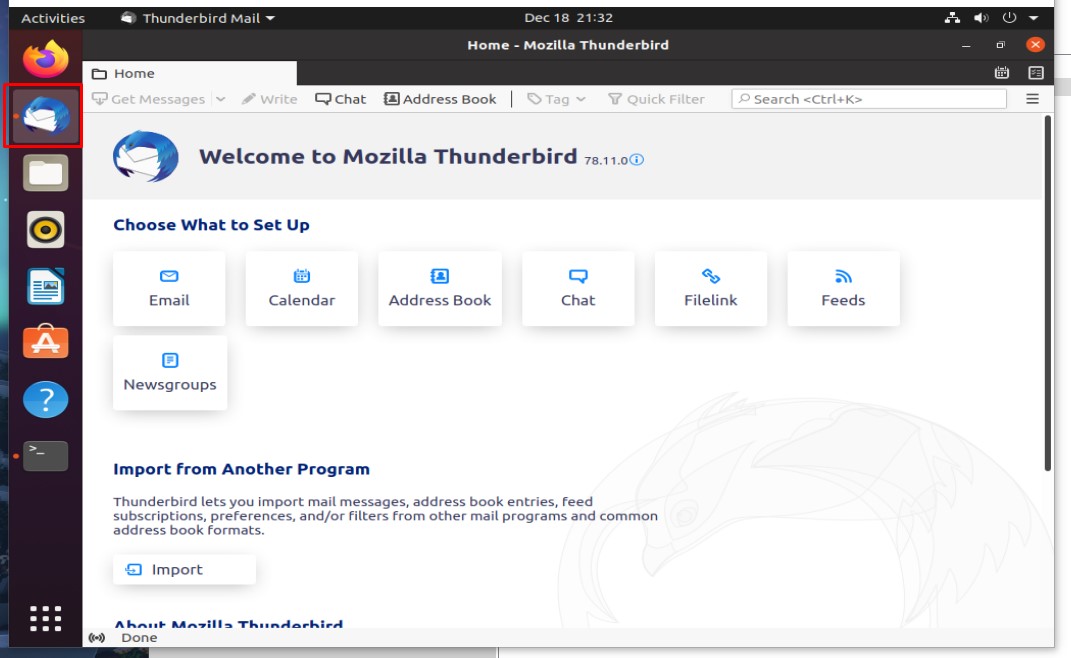 Activities
Thunderbird Mail
Dec 18 21:32
Home - Mozilla Thunderbird
Home
Get Messages
Write
Chat
Address Book
Tag
Quick Filter
Search <Ctrl+K>
Welcome to Mozilla Thunderbird 78.11.0
Choose What to Set Up
Email
Calendar
Address Book
Chat
Filelink
Feeds
Newsgroups
Import from Another Program
Thunderbird lets you import mail messages, address book entries, feed
subscriptions, preferences, and/or filters from other mail programs and common
address book formats.
Import
About Mozilla Thunderbird
Done